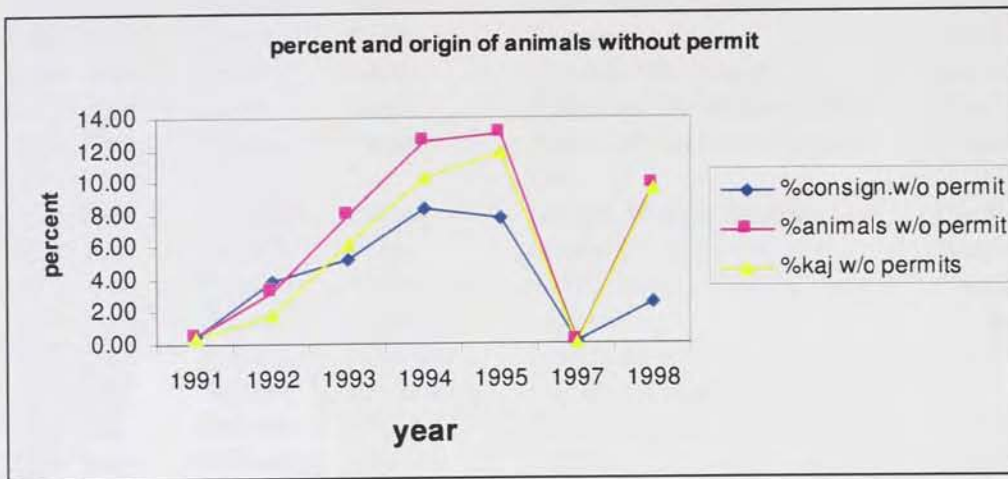 percent and origin of animals without permit
percent
14.00
12.00
10.00
8.00
6.00
4.00
2.00
0.00
1991 1992 1993 1994 1995 1997 1998
year
%consign.w/o permit
%animals w/o permit
%kaj w/o permits